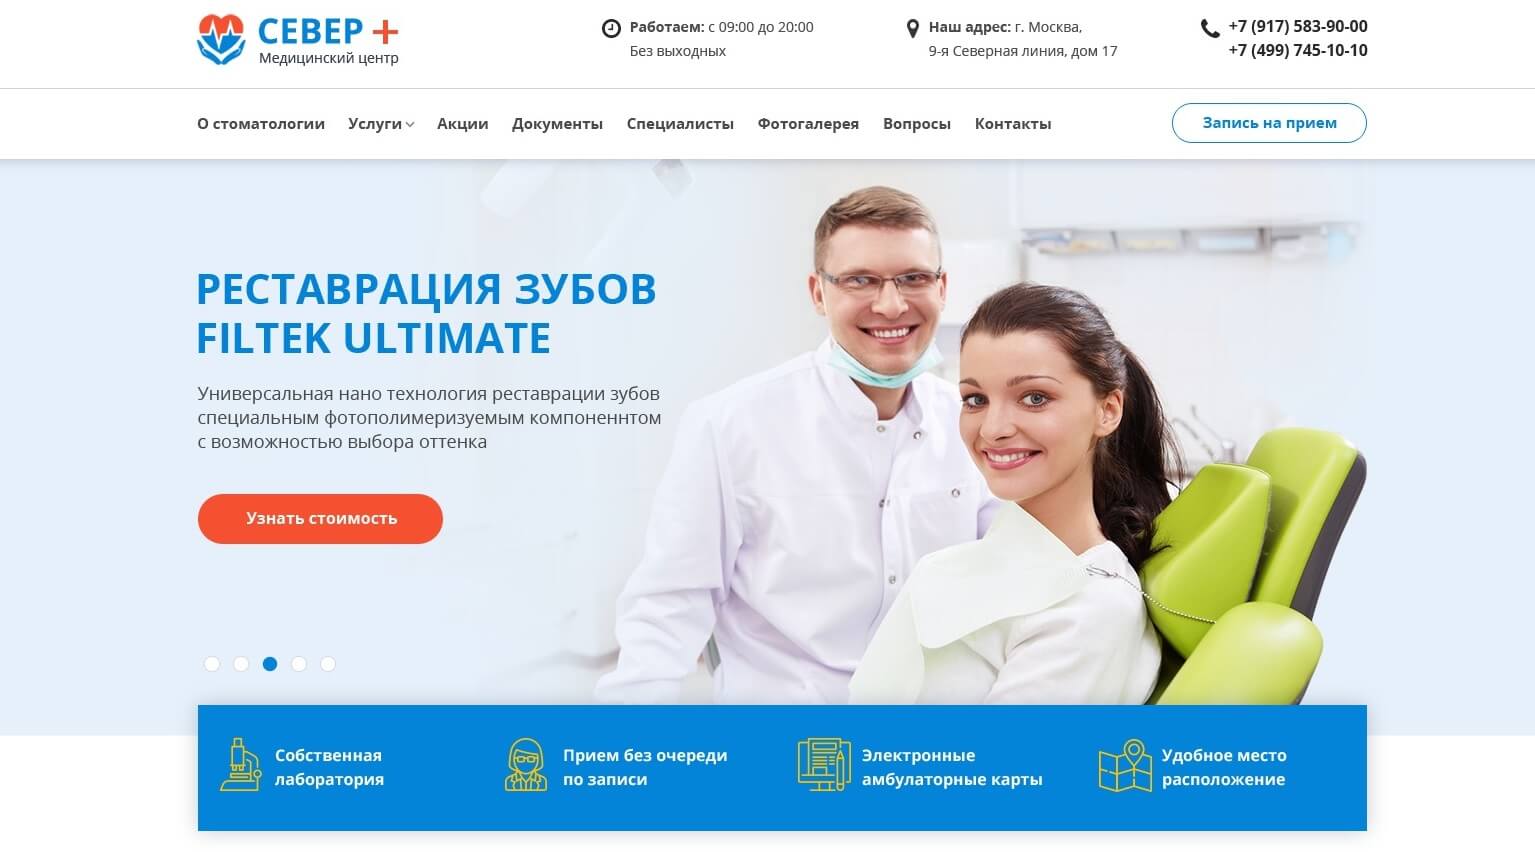 СЕВЕР +
Медицинский центр
Работаем: с 09:00 до 20:00
Без выходных
Наш адрес: г. Москва,
9-я Северная линия, дом 17
+7 (917) 583-90-00
+7 (499) 745-10-10
О стоматологии Услуги Акции Документы Специалисты Фотогалерея Вопросы Контакты Запись на прием
РЕСТАВРАЦИЯ ЗУБОВ
FILTEK ULTIMATE
Универсальная нано технология реставрации зубов
специальным фотополимеризуемым компоненнтом
с возможностью выбора оттенка
Узнать стоимость
Собственная
лаборатория
Прием без очереди
по записи
Электронные
амбулаторные карты
Удобное место
расположение